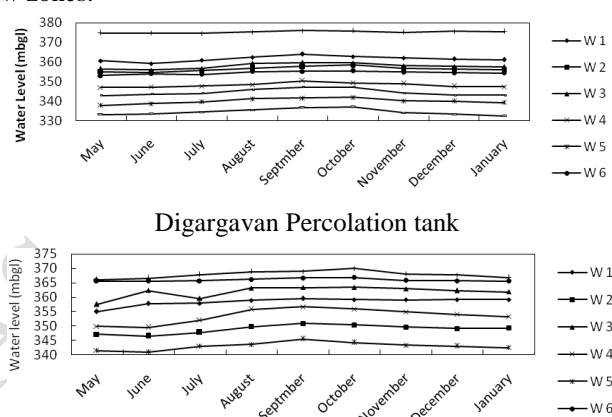 380
370
360
350
340
330
Water Level (mbgl)
May
June
July
August
Septmber
October
November
December
January
W 1
W 2
W 3
W 4
W 5
W 6
Digargavan Percolation tank
375
370
365
360
355
350
345
340
Water level (mbgl)
May
June
July
August
Septmber
October
November
December
January
W 1
W 2
W 3
W 4
W 5
W 6